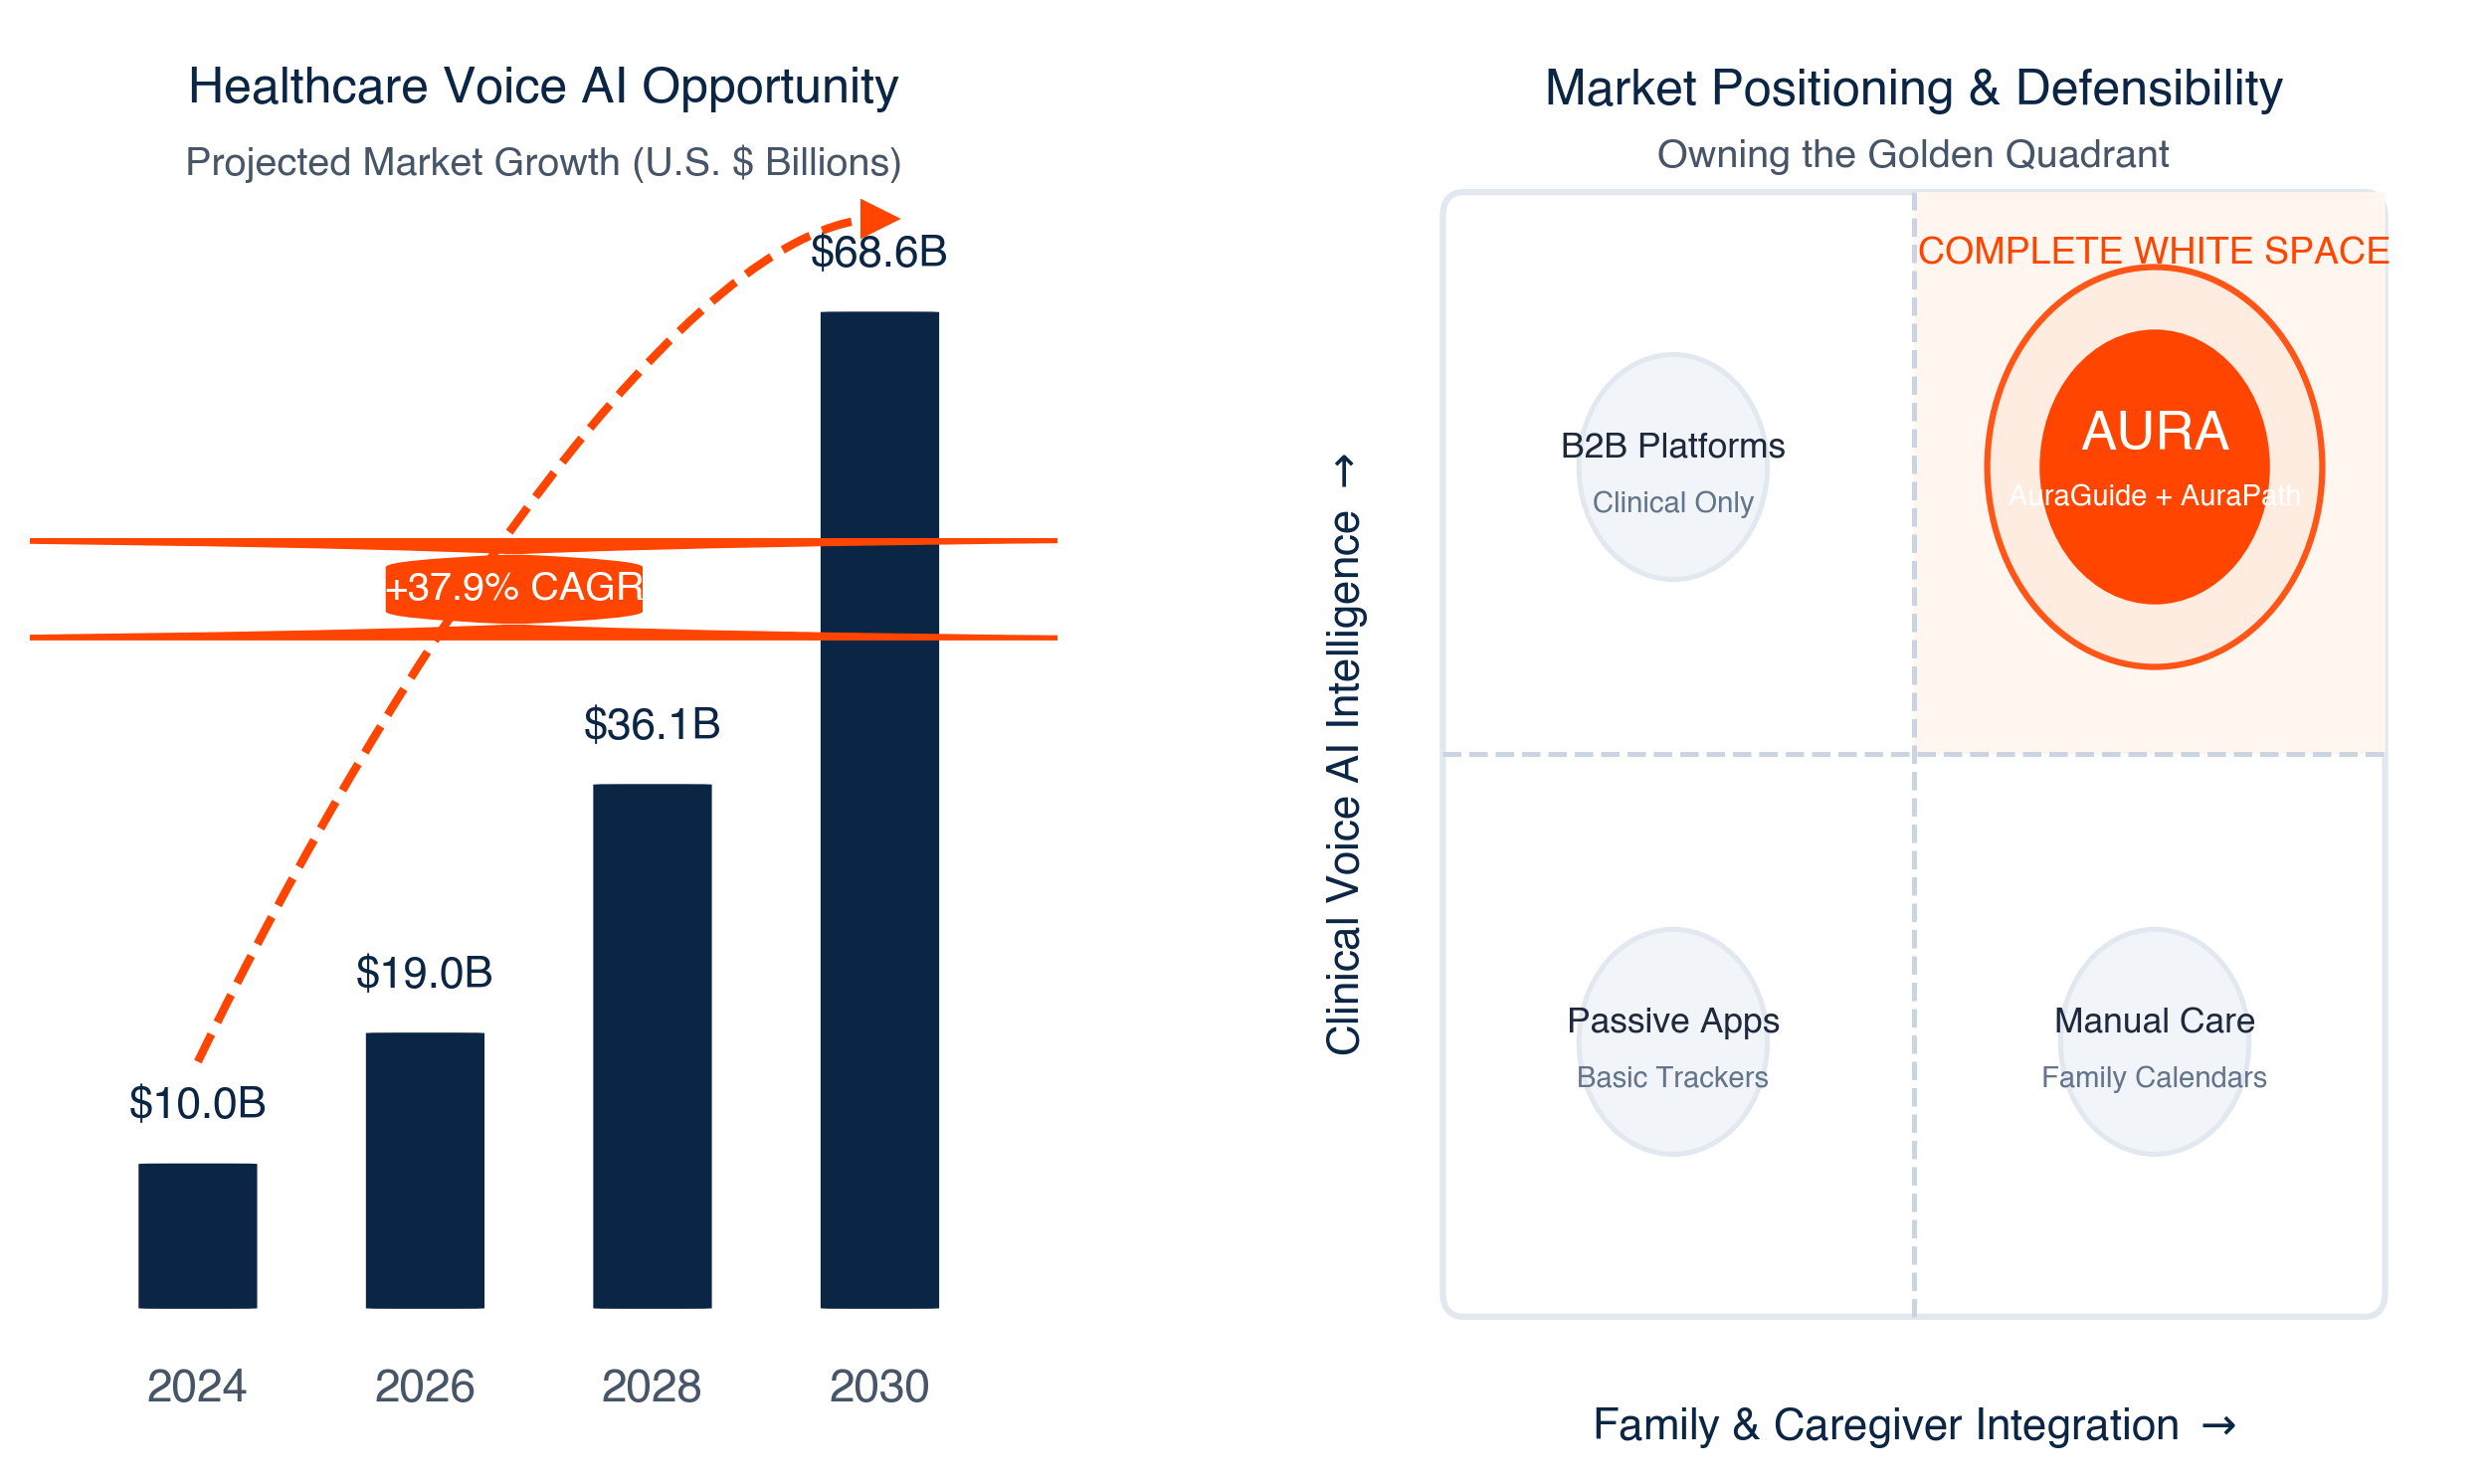 Healthcare Voice AI Opportunity
Projected Market Growth (U.S. $ Billions)
$68.6B
+37.9% CAGR
$36.1B
$19.0B
$10.0B
2024
2026
2028
2030
Market Positioning & Defensibility
Owning the Golden Quadrant
COMPLETE WHITE SPACE
AURA
AuraGuide + AuraPath
B2B Platforms
Clinical Only
Clinical Voice AI Intelligence →
Passive Apps
Basic Trackers
Manual Care
Family Calendars
Family & Caregiver Integration →